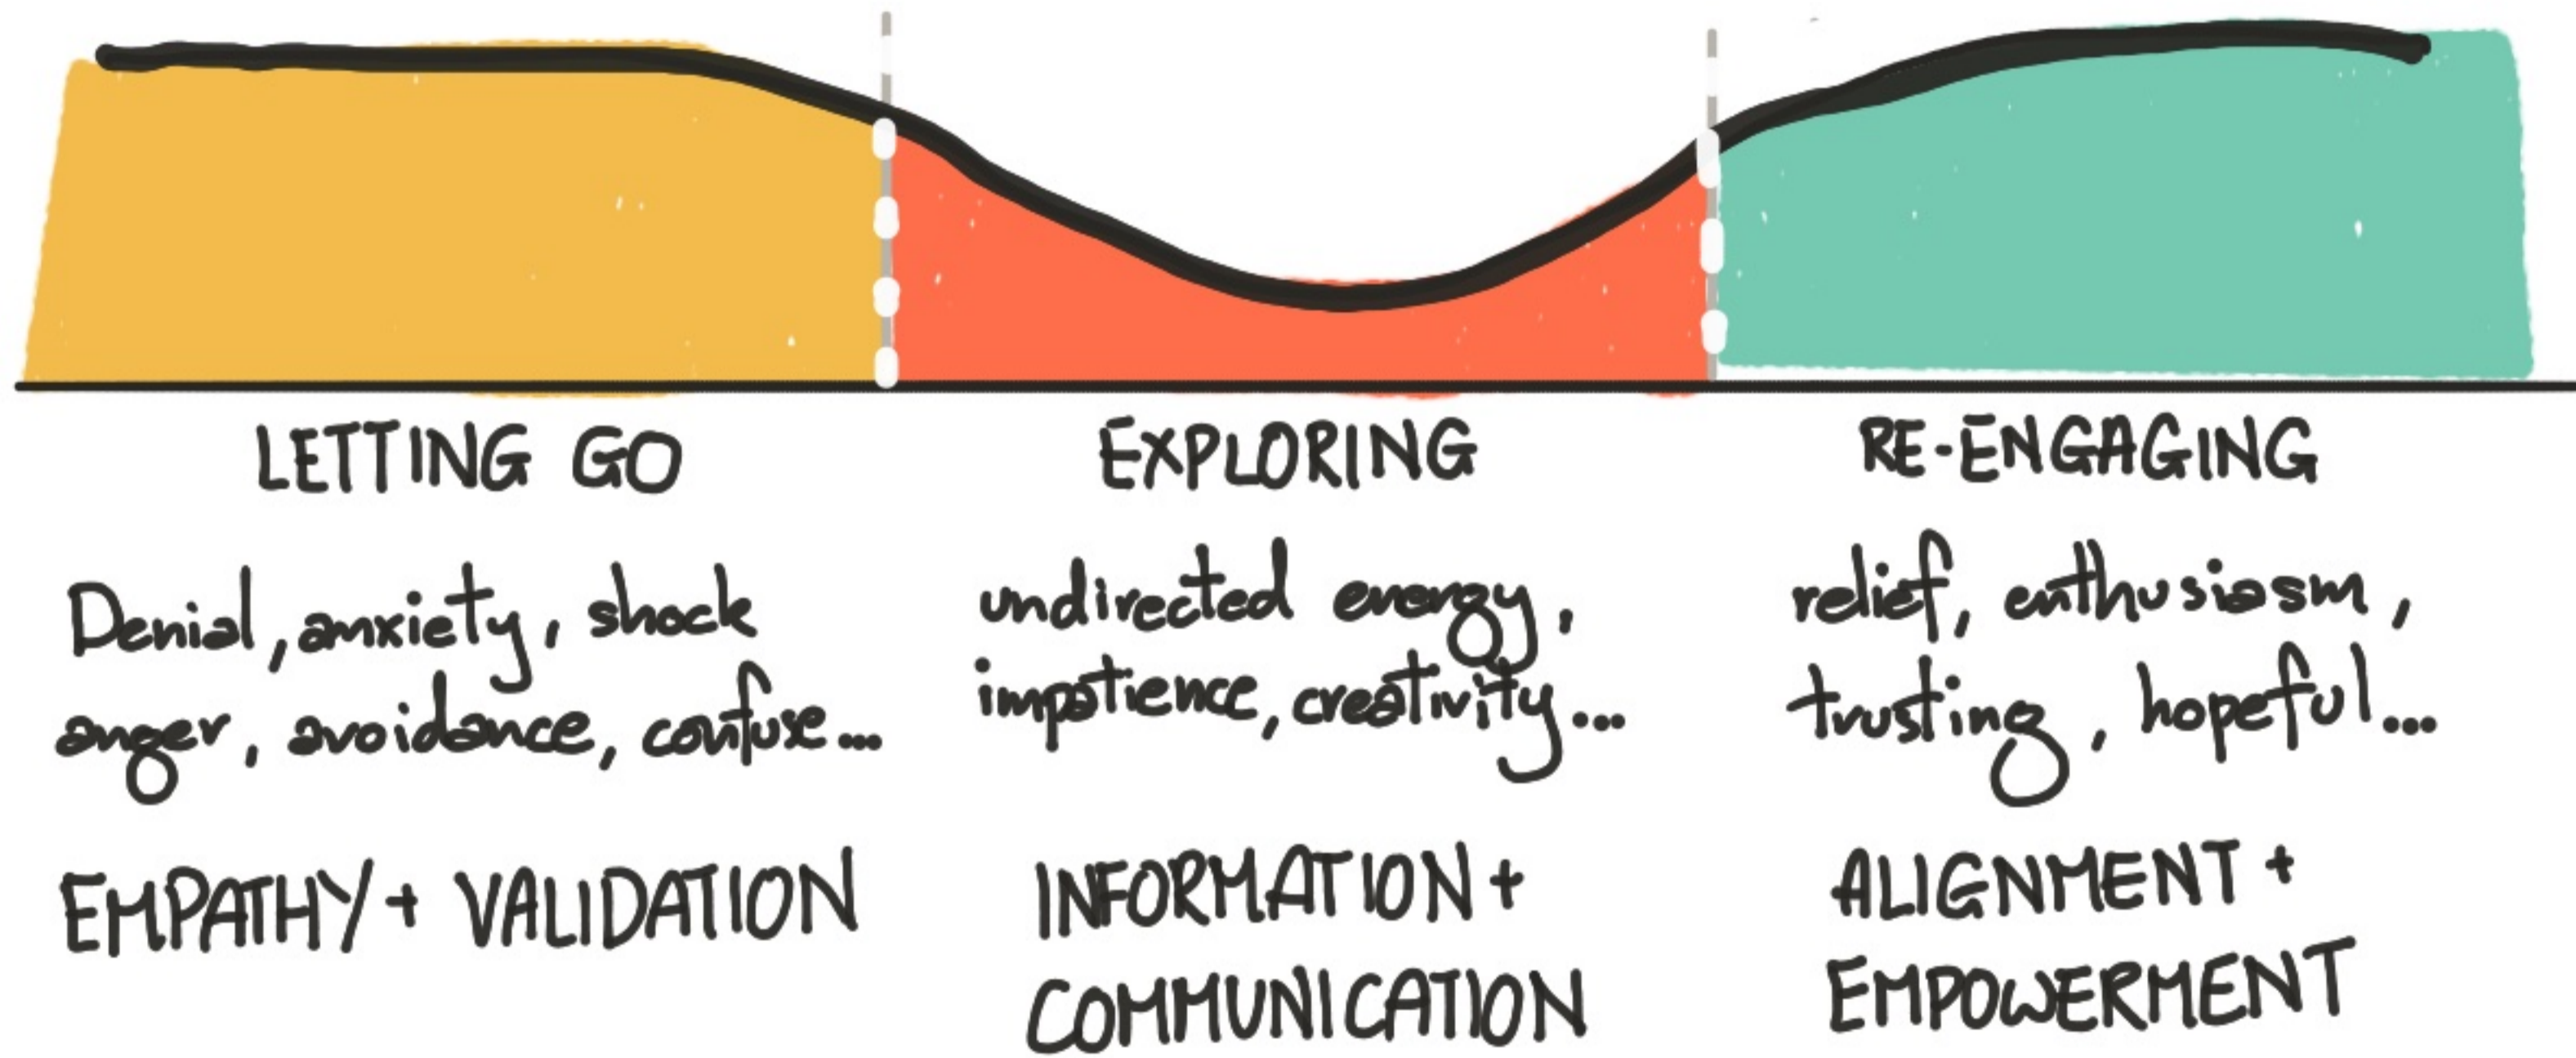 LETTING GO
Denial, anxiety, shock
anger, avoidance, confuse...
EMPATHY + VALIDATION
EXPLORING
undirected energy,
impatience, creativity...
INFORMATION +
COMMUNICATION
RE-ENGAGING
relief, enthusiasm,
trusting, hopeful...
ALIGNMENT +
EMPOWERMENT